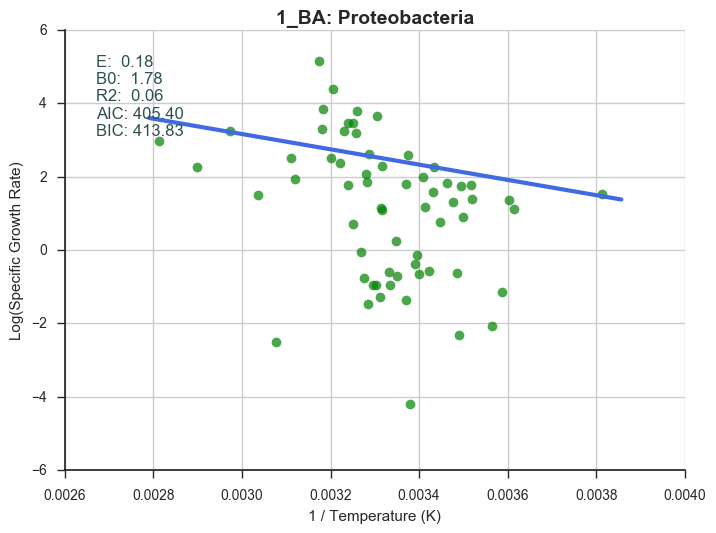 1_BA: Proteobacteria
E: 0.18
B0: 1.78
R2: 0.06
AIC: 405.40
BIC: 413.83
Log(Specific Growth Rate)
6
4
2
0
−2
−4
−6
0.0026 0.0028 0.0030 0.0032 0.0034 0.0036 0.0038 0.0040
1 / Temperature (K)